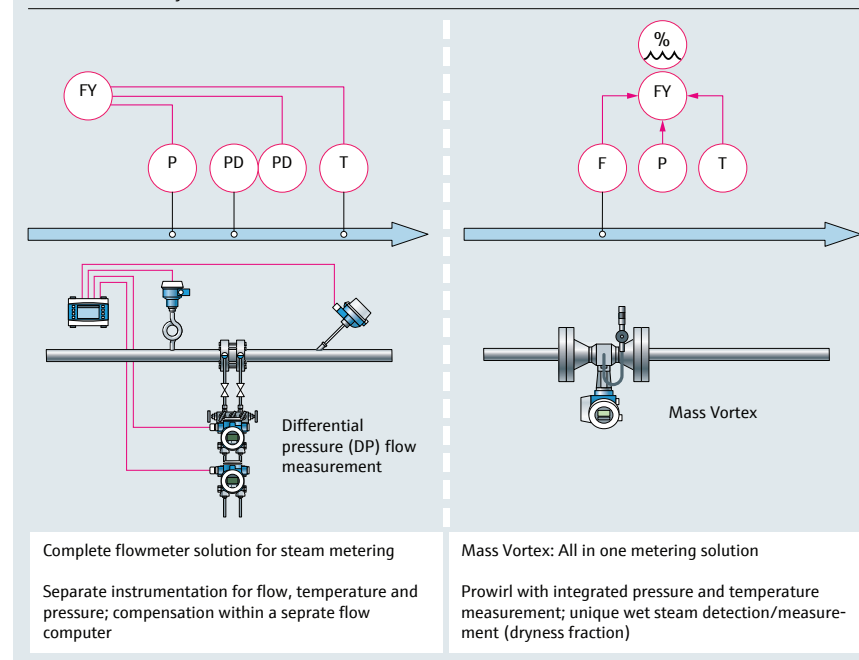 %
FY
FY
P
PD
PD
T
F
P
T
Differential
pressure (DP) flow
measurement
Mass Vortex
Complete flowmeter solution for steam metering
Separate instrumentation for flow, temperature and
pressure; compensation within a seprate flow
computer
Mass Vortex: All in one metering solution
Prowirl with integrated pressure and temperature
measurement; unique wet steam detection/measure-
ment (dryness fraction)